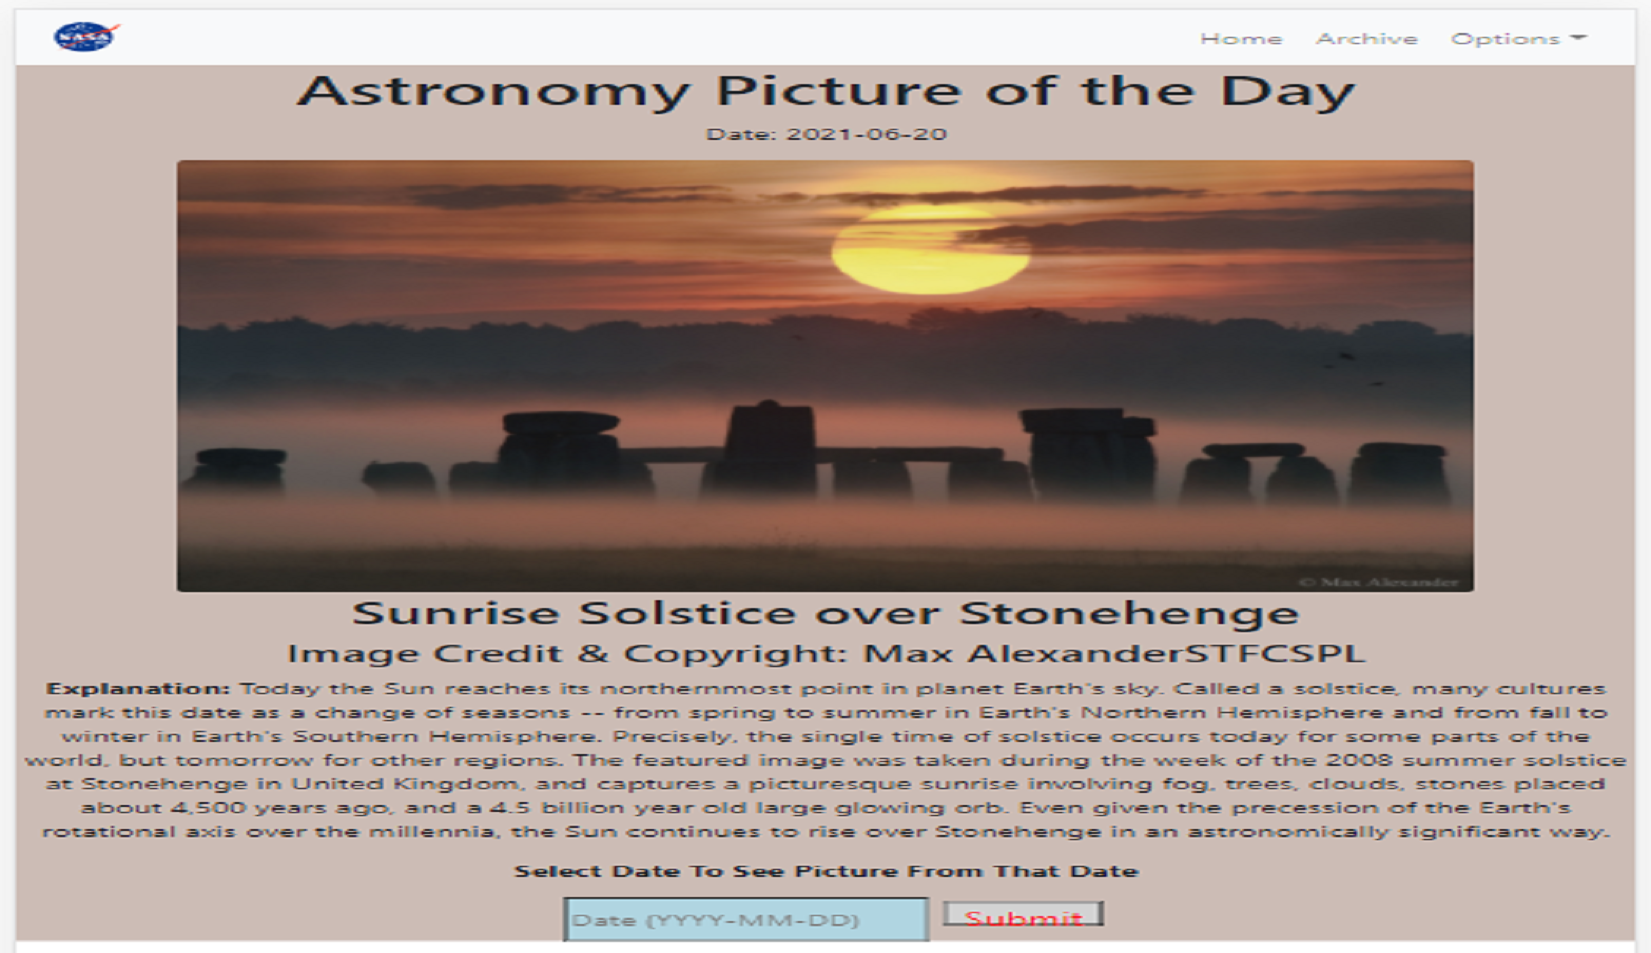 NASA
Home Archive Options
Astronomy Picture of the Day
Date: 2021-06-20
© Max Alexander
Sunrise Solstice over Stonehenge
Image Credit & Copyright: Max AlexanderSTFCSPL
Explanation: Today the Sun reaches its northernmost point in planet Earth's sky. Called a solstice, many cultures
mark this date as a change of seasons -- from spring to summer in Earth's Northern Hemisphere and from fall to
winter in Earth's Southern Hemisphere. Precisely, the single time of solstice occurs today for some parts of the
world, but tomorrow for other regions. The featured image was taken during the week of the 2008 summer solstice
at Stonehenge in United Kingdom, and captures a picturesque sunrise involving fog, trees, clouds, stones placed
about 4,500 years ago, and a 4.5 billion year old large glowing orb. Even given the precession of the Earth's
rotational axis over the millennia, the Sun continues to rise over Stonehenge in an astronomically significant way.
Select Date To See Picture From That Date
Date (YYYY-MM-DD) Submit